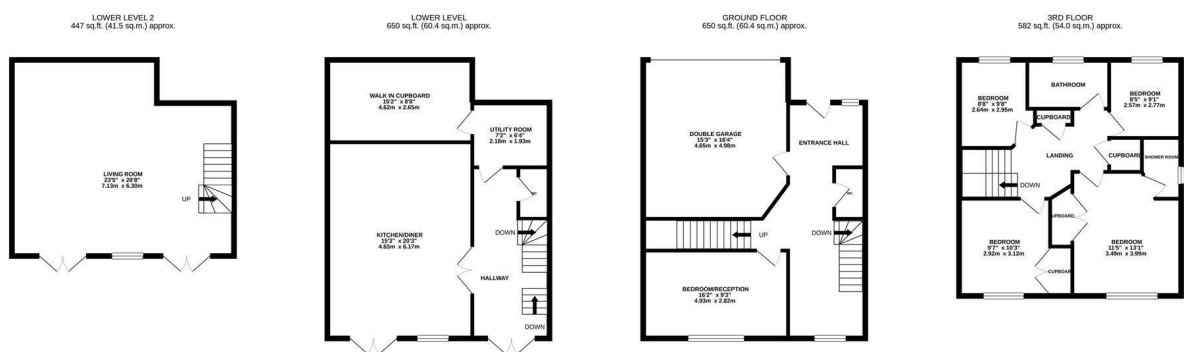 LOWER LEVEL 2
447 sq.ft. (41.5 sq.m.) approx.
LIVING ROOM
23'5" x 20'8"
7.13m x 6.30m
UP
LOWER LEVEL
650 sq.ft. (60.4 sq.m.) approx.
WALK IN CUPBOARD
15'2" x 8'8"
4.62m x 2.65m
UTILITY ROOM
7'2" x 6'4"
2.18m x 1.93m
WC
DOWN
KITCHEN/DINER
15'3" x 20'3"
4.65m x 6.17m
HALLWAY
DOWN
GROUND FLOOR
650 sq.ft. (60.4 sq.m.) approx.
DOUBLE GARAGE
15'3" x 16'4"
4.65m x 4.98m
ENTRANCE HALL
WC
UP
DOWN
BEDROOM/RECEPTION
16'2" x 9'3"
4.93m x 2.82m
3RD FLOOR
582 sq.ft. (54.0 sq.m.) approx.
BEDROOM
8'8" x 9'8"
2.64m x 2.95m
BATHROOM
BEDROOM
8'5" x 9'1"
2.57m x 2.77m
CUPBOARD
LANDING
CUPBOARD
SHOWER ROOM
DOWN
UPBOARD
BEDROOM
9'7" x 10'3"
2.92m x 3.12m
BEDROOM
11'5" x 13'1"
3.49m x 3.99m
CUPBOAR